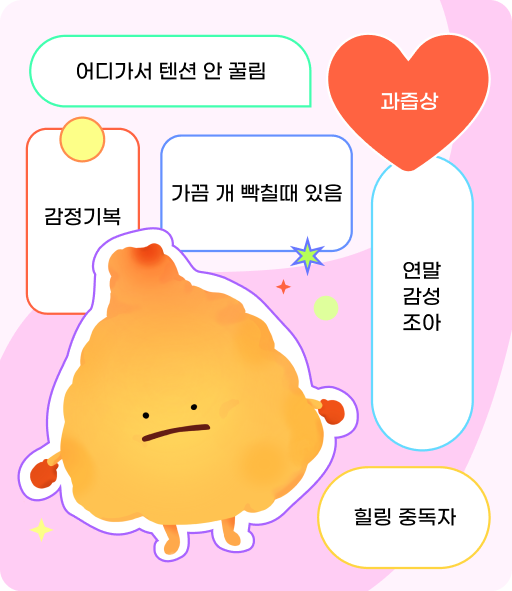 어디가서 텐션 안 꿀림
과즙상
감정기복
가끔 개 빡칠때 있음
연말
감성
조아
힐링 중독자